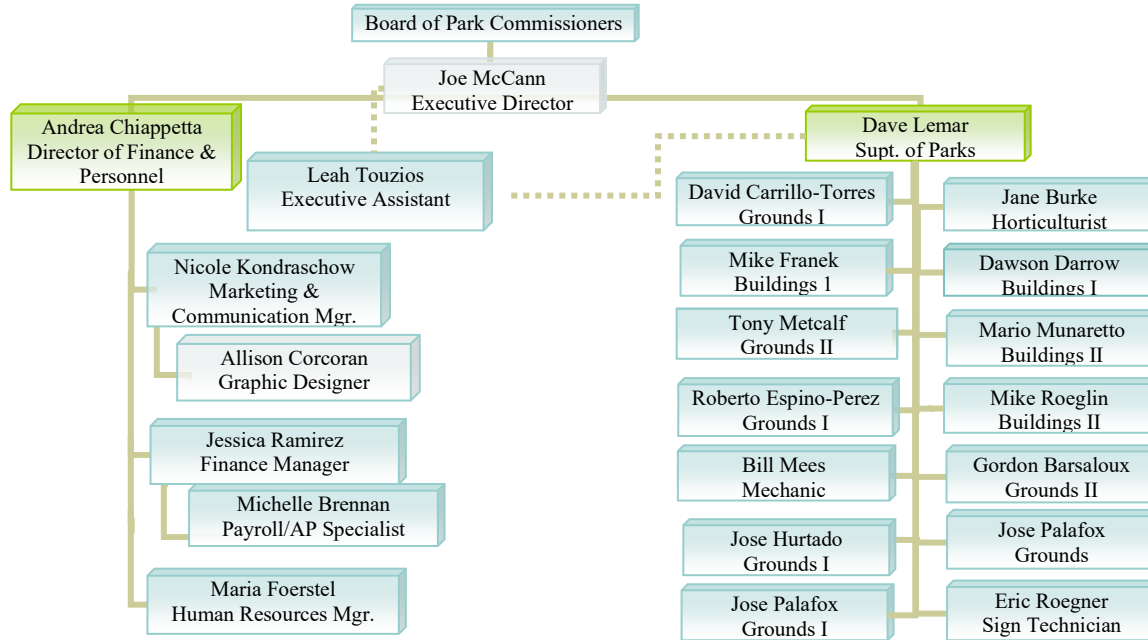 Board of Park Commissioners
Joe McCann
Executive Director
Andrea Chiappetta
Director of Finance &
Personnel
Leah Touzios
Executive Assistant
Dave Lemar
Supt. of Parks
Nicole Kondraschow
Marketing &
Communication Mgr.
Allison Corcoran
Graphic Designer
Jessica Ramirez
Finance Manager
Michelle Brennan
Payroll/AP Specialist
Maria Foerstel
Human Resources Mgr.
David Carrillo-Torres
Grounds I
Jane Burke
Horticulturist
Mike Franek
Buildings 1
Dawson Darrow
Buildings I
Tony Metcalf
Grounds II
Mario Munaretto
Buildings II
Roberto Espino-Perez
Grounds I
Mike Roeglin
Buildings II
Bill Mees
Mechanic
Gordon Barsaloux
Grounds II
Jose Hurtado
Grounds I
Jose Palafox
Grounds
Jose Palafox
Grounds I
Eric Roegner
Sign Technician